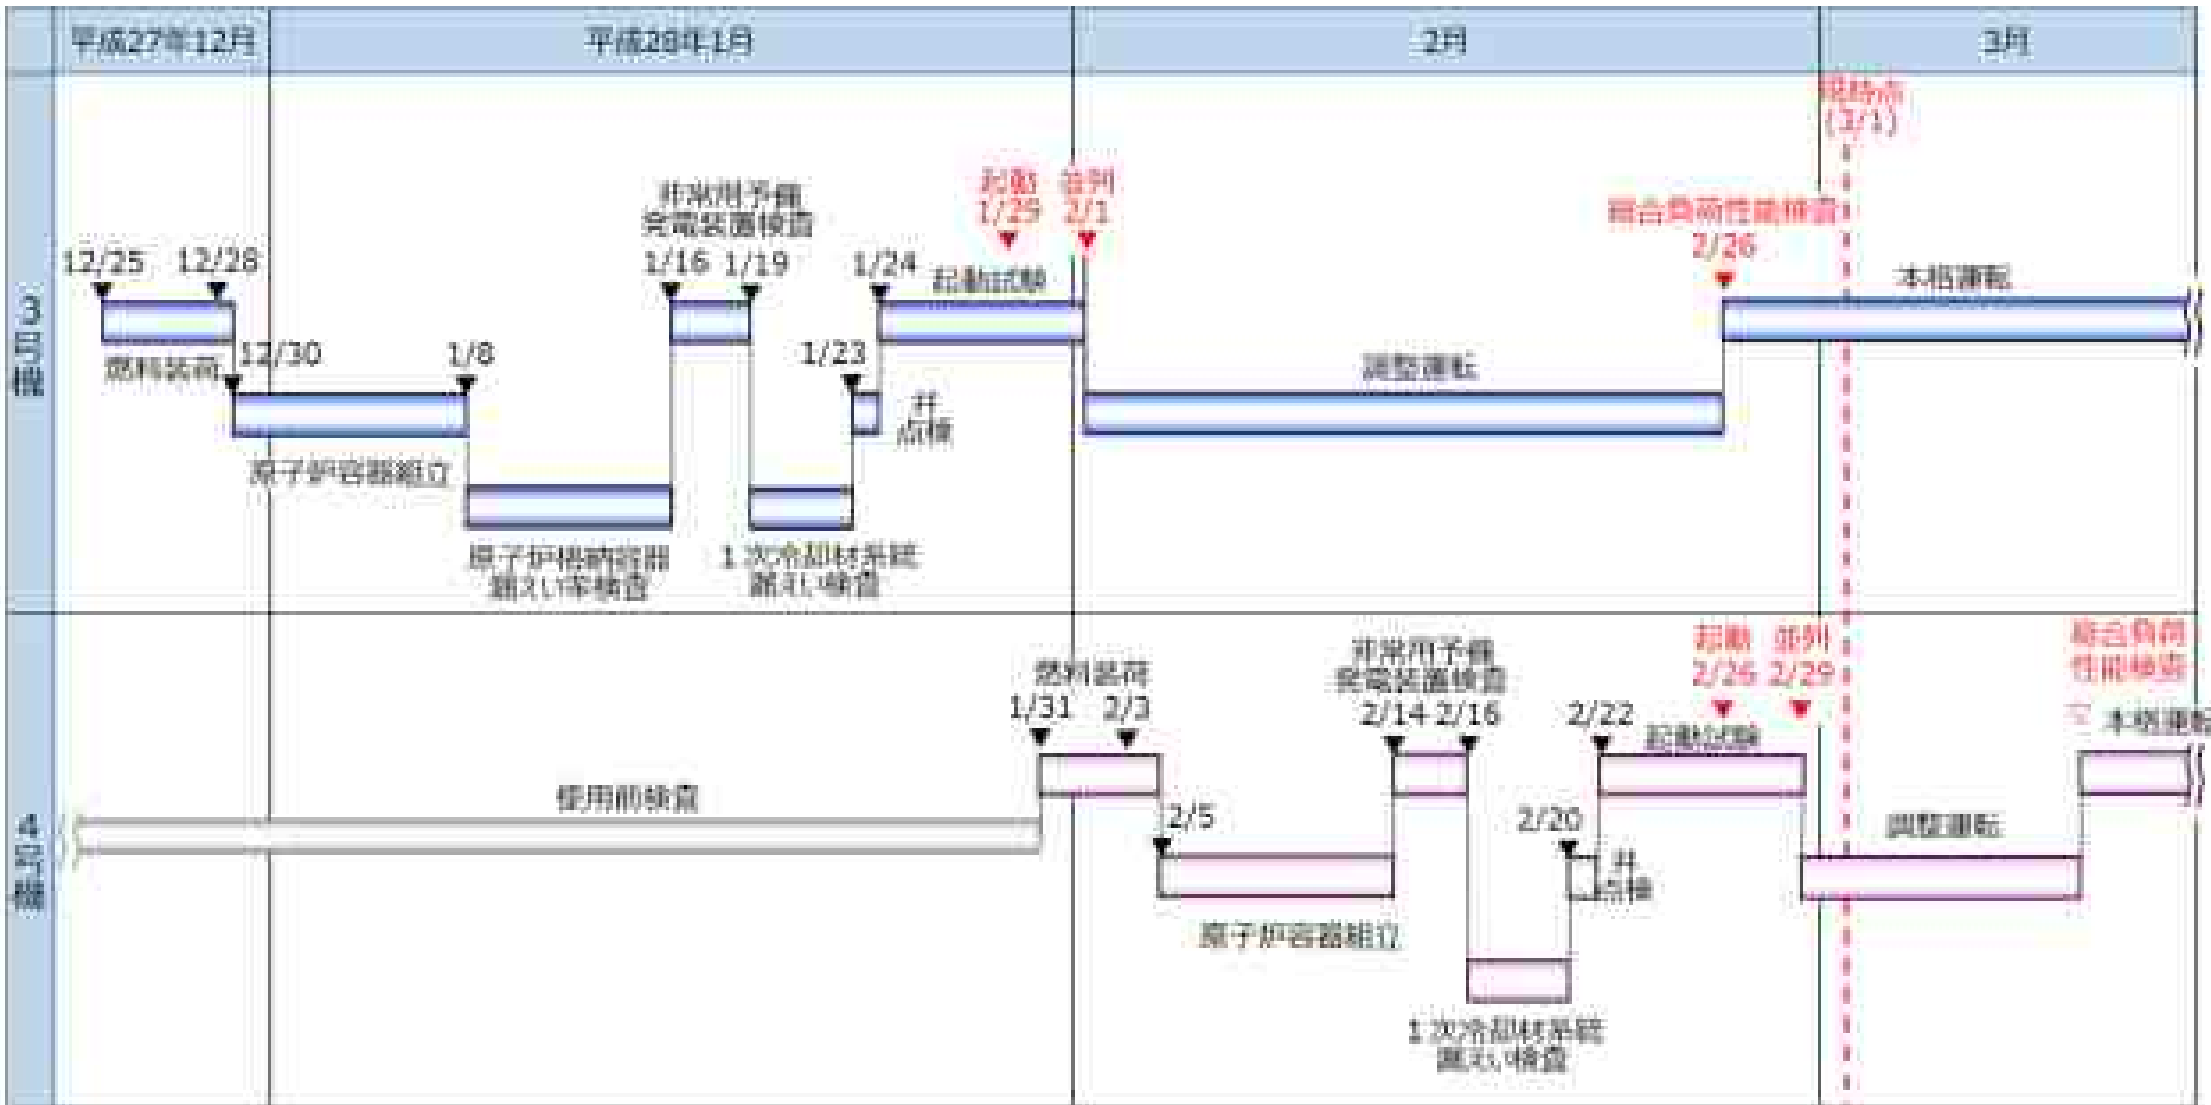 平成27年12月
平成28年1月
2月
3月
現時点
(3/1)
起動
1/29
並列
2/1
非常用予備
発電装置検査
1/16
1/19
12/25
12/28
1/24
起動試験
総合負荷性能検査
2/26
本格運転
高浜3
燃料装荷
12/30
1/8
1/23
弁
点検
調整運転
原子炉容器組立
原子炉格納容器
漏えい率検査
1次冷却材系統
漏えい検査
高浜4
燃料装荷
1/31
2/3
非常用予備
発電装置検査
2/14
2/16
2/22
起動
2/26
並列
2/29
起動試験
総合負荷
性能検査
本格運転
使用前検査
2/5
2/20
弁
点検
調整運転
原子炉容器組立
1次冷却材系統
漏えい検査